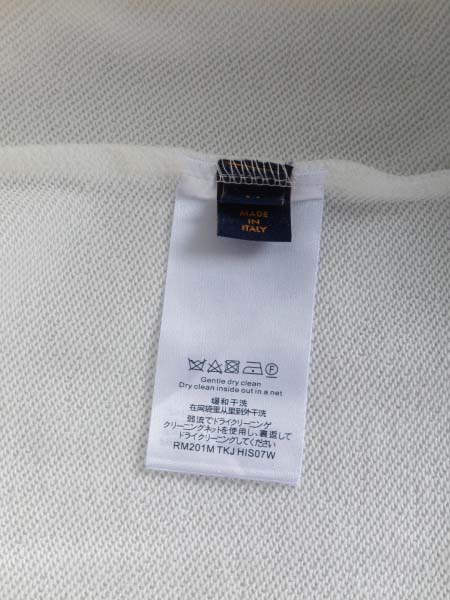 MADE
IN
ITALY
Gentle dry clean
Dry clean inside out in a net
缓和干洗
在网袋里从里到外干洗
弱流でドライクリーニング
クリーニングネットを使用し、裏返して
ドライクリーニングしてください
RM201M TKJ HIS07W